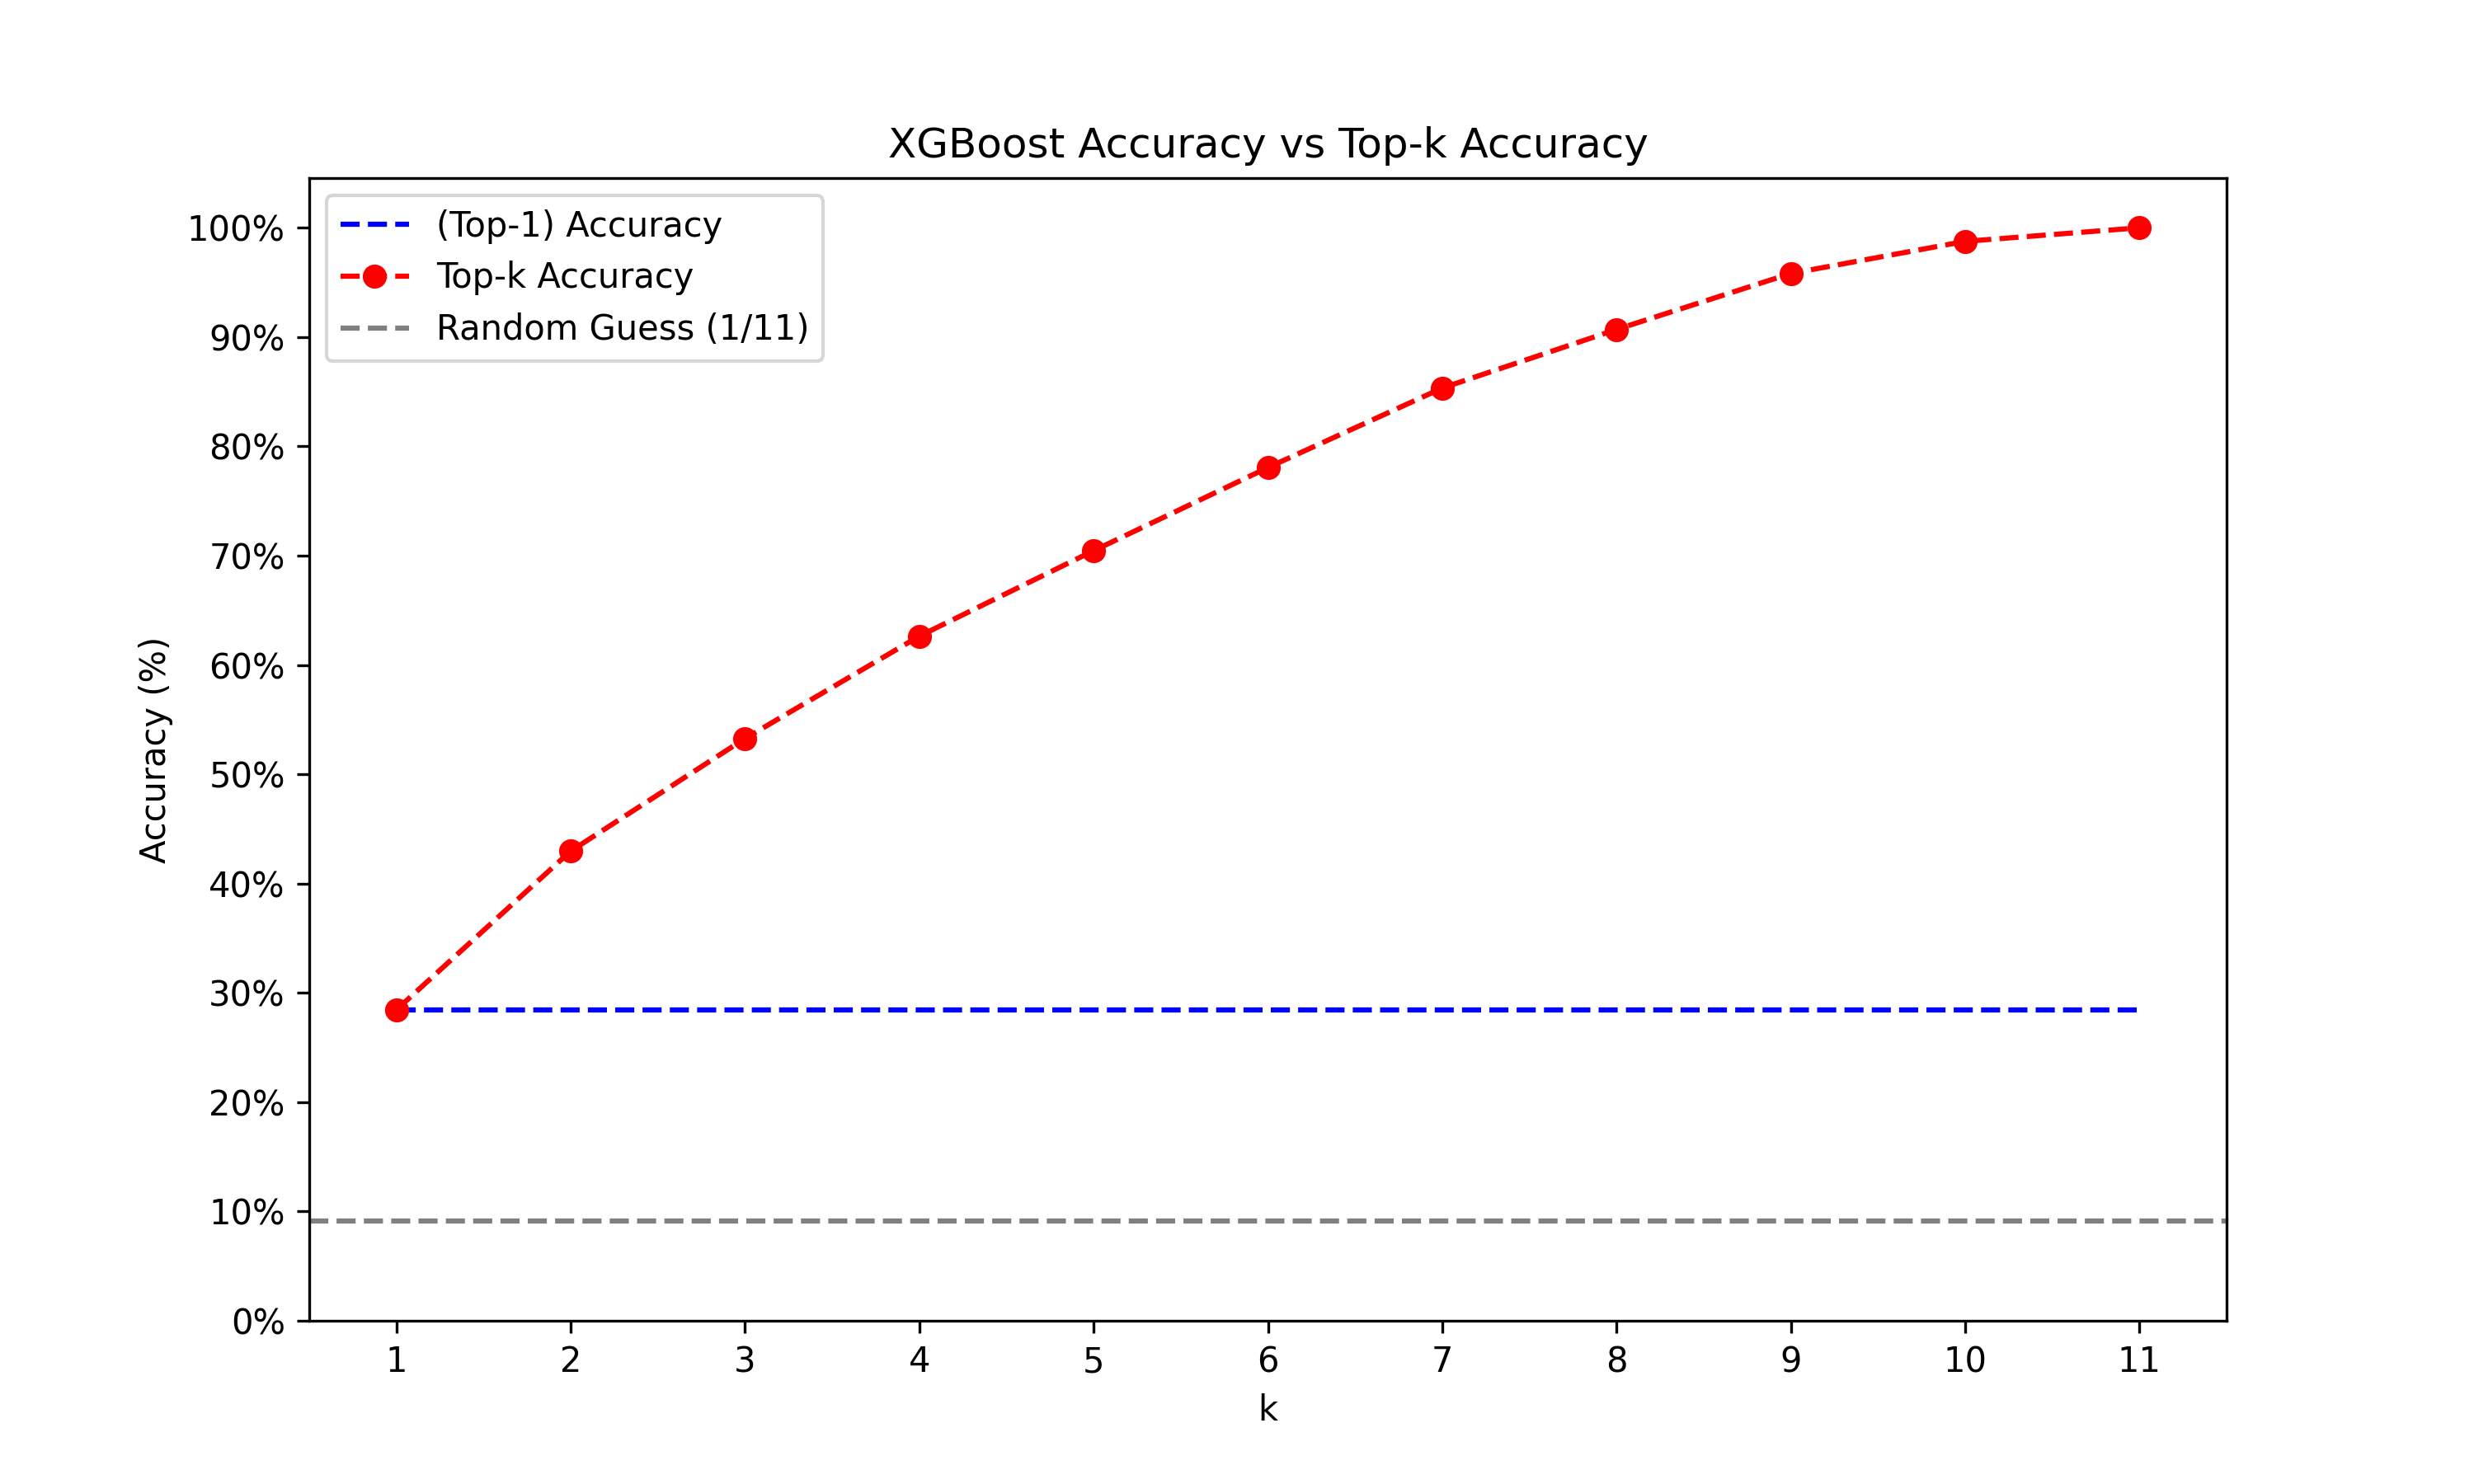 XGBoost Accuracy vs Top-k Accuracy
(Top-1) Accuracy
Top-k Accuracy
Random Guess (1/11)
100%
90%
80%
70%
60%
50%
40%
30%
20%
10%
0%
Accuracy (%)
1 2 3 4 5 6 7 8 9 10 11
k